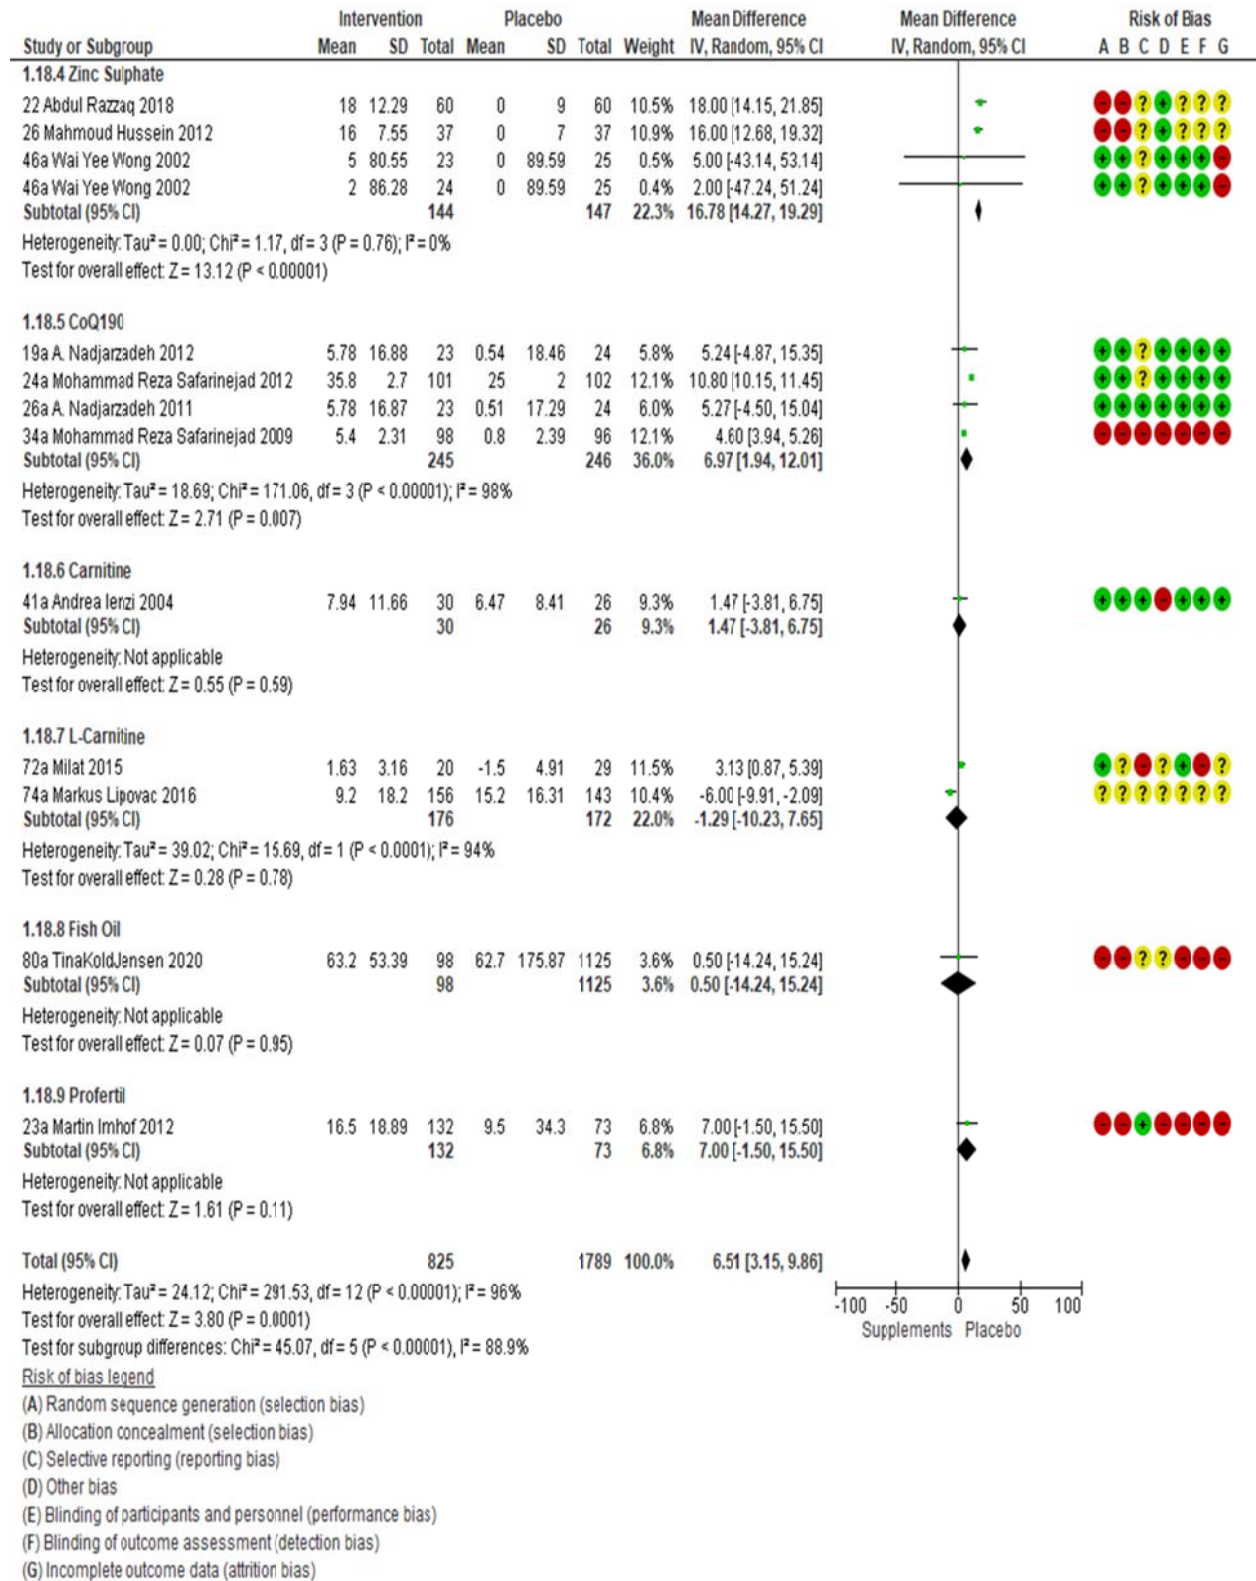 Intervention Placebo Mean Difference Mean Difference Risk of Bias
Study or Subgroup Mean SD Total Mean SD Total Weight IV, Random, 95% CI IV, Random, 95% CI A B C D E F G
1.18.4 Zinc Sulphate
22 Abdul Razzaq 2018 18 12.29 60 0 9 60 10.5% 18.00 [14.15, 21.85] - - ? + ? ? ?
26 Mahmoud Hussein 2012 16 7.55 37 0 7 37 10.9% 16.00 [12.68, 19.32] - - ? + ? ? ?
46a Wai Yee Wong 2002 5 80.55 23 0 89.59 25 0.5% 5.00 [-43.14, 53.14] + + ? + + + -
46a Wai Yee Wong 2002 2 86.28 24 0 89.59 25 0.4% 2.00 [-47.24, 51.24] + + ? + + + -
Subtotal (95% CI) 144 147 22.3% 16.78 [14.27, 19.29]
Heterogeneity: Tau² = 0.00; Chi² = 1.17, df = 3 (P = 0.76); I² = 0%
Test for overall effect: Z = 13.12 (P < 0.00001)
1.18.5 CoQ190
19a A. Nadjarzadeh 2012 5.78 16.88 23 0.54 18.46 24 5.8% 5.24 [-4.87, 15.35] + + ? + + + +
24a Mohammad Reza Safarinejad 2012 35.8 2.7 101 25 2 102 12.1% 10.80 [10.15, 11.45] + + ? + + + +
26a A. Nadjarzadeh 2011 5.78 16.87 23 0.51 17.29 24 6.0% 5.27 [-4.50, 15.04] + + + + + + +
34a Mohammad Reza Safarinejad 2009 5.4 2.31 98 0.8 2.39 96 12.1% 4.60 [3.94, 5.26] - - - - - - -
Subtotal (95% CI) 245 246 36.0% 6.97 [1.94, 12.01]
Heterogeneity: Tau² = 18.69; Chi² = 171.06, df = 3 (P < 0.00001); I² = 98%
Test for overall effect: Z = 2.71 (P = 0.007)
1.18.6 Carnitine
41a Andrea lenzi 2004 7.94 11.66 30 6.47 8.41 26 9.3% 1.47 [-3.81, 6.75] + + + - + + +
Subtotal (95% CI) 30 26 9.3% 1.47 [-3.81, 6.75]
Heterogeneity: Not applicable
Test for overall effect: Z = 0.55 (P = 0.59)
1.18.7 L-Carnitine
72a Milat 2015 1.63 3.16 20 -1.5 4.91 29 11.5% 3.13 [0.87, 5.39] + ? - ? + - ?
74a Markus Lipovac 2016 9.2 18.2 156 15.2 16.31 143 10.4% -6.00 [-9.91, -2.09] ? ? ? ? ? ? ?
Subtotal (95% CI) 176 172 22.0% -1.29 [-10.23, 7.65]
Heterogeneity: Tau² = 39.02; Chi² = 15.69, df = 1 (P < 0.0001); I² = 94%
Test for overall effect: Z = 0.28 (P = 0.78)
1.18.8 Fish Oil
80a TinaKoldJensen 2020 63.2 53.39 98 62.7 175.87 1125 3.6% 0.50 [-14.24, 15.24] - - ? ? - - -
Subtotal (95% CI) 98 1125 3.6% 0.50 [-14.24, 15.24]
Heterogeneity: Not applicable
Test for overall effect: Z = 0.07 (P = 0.95)
1.18.9 Profertil
23a Martin Imhof 2012 16.5 18.89 132 9.5 34.3 73 6.8% 7.00 [-1.50, 15.50] - - + - - - -
Subtotal (95% CI) 132 73 6.8% 7.00 [-1.50, 15.50]
Heterogeneity: Not applicable
Test for overall effect: Z = 1.61 (P = 0.11)
Total (95% CI) 825 1789 100.0% 6.51 [3.15, 9.86]
Heterogeneity: Tau² = 24.12; Chi² = 291.53, df = 12 (P < 0.00001); I² = 96%
Test for overall effect: Z = 3.80 (P = 0.0001)
Test for subgroup differences: Chi² = 45.07, df = 5 (P < 0.00001), I² = 88.9%
-100 -50 0 50 100
Supplements Placebo
Risk of bias legend
(A) Random sequence generation (selection bias)
(B) Allocation concealment (selection bias)
(C) Selective reporting (reporting bias)
(D) Other bias
(E) Blinding of participants and personnel (performance bias)
(F) Blinding of outcome assessment (detection bias)
(G) Incomplete outcome data (attrition bias)